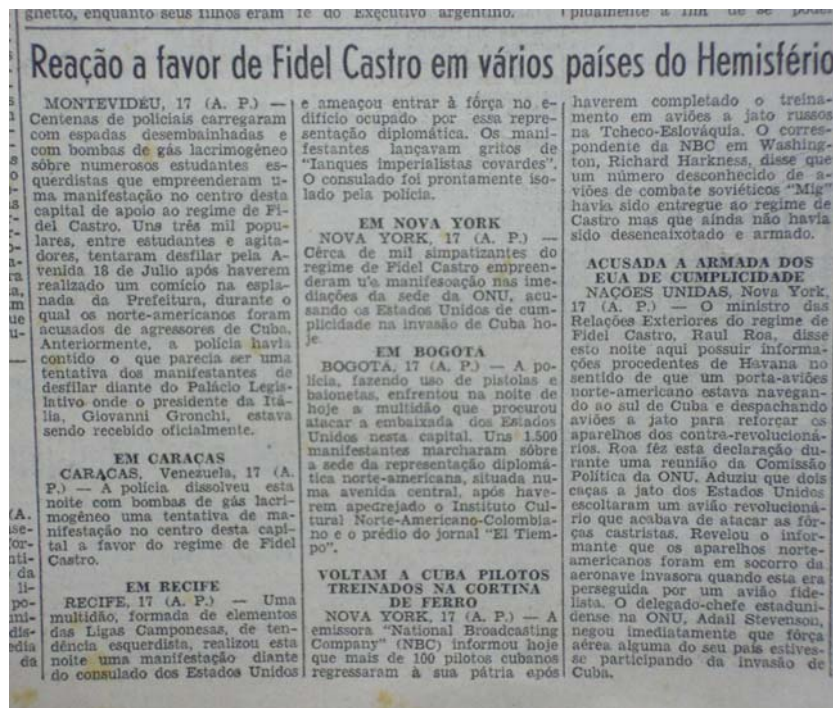 ghetto, enquanto seus filhos eram
fe do Executivo argentino.
pidamente a fim de se
Reação a favor de Fidel Castro em vários países do Hemisfério
MONTEVIDÉU, 17 (A. P.) —
Centenas de policiais carregaram
com espadas desembainhadas e
com bombas de gás lacrimogêneo
sôbre numerosos estudantes es-
querdistas que empreenderam u-
ma manifestação no centro desta
capital de apoio ao regime de Fi-
del Castro. Uns três mil popu-
lares, entre estudantes e agita-
dores, tentaram desfilar pela A-
venida 18 de Julio após haverem
realizado um comício na espla-
nada da Prefeitura, durante o
qual os norte-americanos foram
acusados de agressores de Cuba.
Anteriormente, a polícia havia
contido o que parecia ser uma
tentativa dos manifestantes de
desfilar diante do Palácio Legis-
lativo onde o presidente da Itá-
lia, Giovanni Gronchi, estava
sendo recebido oficialmente.
EM CARACAS
CARACAS, Venezuela, 17 (A.
P.) — A polícia dissolveu esta
noite com bombas de gás lacri-
mogêneo uma tentativa de ma-
nifestação no centro desta capi-
tal a favor do regime de Fidel
Castro.
EM RECIFE
RECIFE, 17 (A. P.) — Uma
multidão, formada de elementos
das Ligas Camponesas, de ten-
dência esquerdista, realizou esta
noite uma manifestação diante
do consulado dos Estados Unidos
e ameaçou entrar à fôrça no e-
difício ocupado por essa repre-
sentação diplomática. Os mani-
festantes lançavam gritos de
"Ianques imperialistas covardes".
O consulado foi prontamente iso-
lado pela polícia.
EM NOVA YORK
NOVA YORK, 17 (A. P.) —
Cêrca de mil simpatizantes do
regime de Fidel Castro empreen-
deram u'a manifesoação nas ime-
diações da sede da ONU, acu-
sando os Estados Unidos de cum-
plicidade na invasão de Cuba ho-
je.
EM BOGOTA
BOGOTA, 17 (A. P.) — A po-
lícia, fazendo uso de pistolas e
baionetas, enfrentou na noite de
hoje a multidão que procurou
atacar a embaixada dos Estados
Unidos nesta capital. Uns 1.500
manifestantes marcharam sôbre
a sede da representação diplomá-
tica norte-americana, situada nu-
ma avenida central, após have-
rem apedrejado o Instituto Cul-
tural Norte-Americano-Colombia-
no e o prédio do jornal "El Tiem-
po".
VOLTAM A CUBA PILOTOS
TREINADOS NA CORTINA
DE FERRO
NOVA YORK, 17 (A. P.) — A
emissora "National Broadcasting
Company" (NBC) informou hoje
que mais de 100 pilotos cubanos
regressaram à sua pátria após
haverem completado o treina-
mento em aviões a jato russos
na Tcheco-Eslováquia. O corres-
pondente da NBC em Washing-
ton, Richard Harkness, disse que
um número desconhecido de a-
viões de combate soviéticos "Mig"
havia sido entregue ao regime de
Castro mas que ainda não havia
sido desencaixotado e armado.
ACUSADA A ARMADA DOS
EUA DE CUMPLICIDADE
NAÇÕES UNIDAS, Nova York,
17 (A. P.) — O ministro das
Relações Exteriores do regime de
Fidel Castro, Raul Roa, disse
esto noite aqui possuir informa-
ções procedentes de Havana no
sentido de que um porta-aviões
norte-americano estava navegan-
do ao sul de Cuba e despachando
aviões a jato para reforçar os
aparelhos dos contra-revolucioná-
rios. Roa fêz esta declaração du-
rante uma reunião da Comissão
Política da ONU. Aduziu que dois
caças a jato dos Estados Unidos
escoltaram um avião revolucioná-
rio que acabava de atacar as fôr-
ças castristas. Revelou o infor-
mante que os aparelhos norte-
americanos foram em socorro da
aeronave invasora quando esta era
perseguida por um avião fide-
lista. O delegado-chefe estaduni-
dense na ONU, Adail Stevenson,
negou imediatamente que fôrça
aérea alguma do seu país estives-
se participando da invasão de
Cuba.